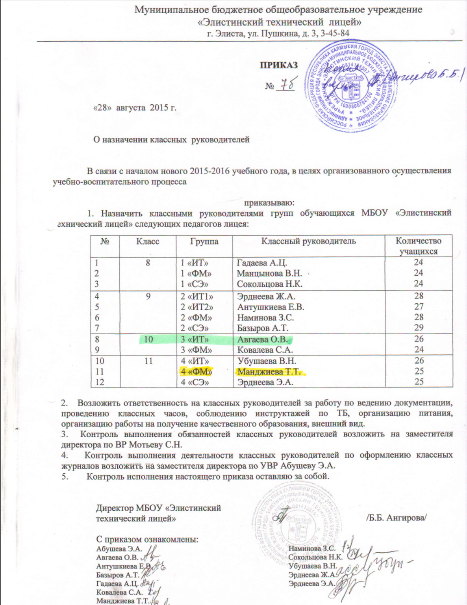 Муниципальное бюджетное общеобразовательное учреждение
«Элистинский технический лицей»
г. Элиста, ул. Пушкина, д. 3, 3-45-84
ПРИКАЗ
№ 76
«28» августа 2015 г.
О назначении классных руководителей
В связи с началом нового 2015-2016 учебного года, в целях организованного осуществления
учебно-воспитательного процесса
приказываю:
1. Назначить классными руководителями групп обучающихся МБОУ «Элистинский
ехнический лицей» следующих педагогов лицея:
№ Класс Группа Классный руководитель Количество учащихся
1 8 1 «ИТ» Гадаева А.Ц. 24
2 1 «ФМ» Манцынова В.Н. 24
3 1 «СЭ» Сокольцова Н.К. 24
4 9 2 «ИТ1» Эрднеева Ж.А. 28
5 2 «ИТ2» Антушкиева Е.В. 27
6 2 «ФМ» Наминова З.С. 28
7 2 «СЭ» Базыров А.Т. 29
8 10 3 «ИТ» Авгаева О.В. 26
9 3 «ФМ» Ковалева С.А. 24
10 11 4 «ИТ» Убушаева В.Н. 26
11 4 «ФМ» Манджиева Т.Т. 25
12 4 «СЭ» Эрдниева Э.А. 25
2. Возложить ответственность на классных руководителей за работу по ведению документации,
проведению классных часов, соблюдению инструктажей по ТБ, организацию питания,
организацию работы на получение качественного образования, внешний вид.
3. Контроль выполнения обязанностей классных руководителей возложить на заместителя
директора по ВР Мотьеву С.Н.
4. Контроль выполнения деятельности классных руководителей по оформлению классных
журналов возложить на заместителя директора по УВР Абушеву Э.А.
5. Контроль исполнения настоящего приказа оставляю за собой.
Директор МБОУ «Элистинский
технический лицей» /Б.Б. Ангирова/
С приказом ознакомлены:
Абушева Э.А.
Авгаева О.В.
Антушкиева Е.В.
Базыров А.Т.
Гадаева А.Ц.
Ковалева С.А.
Манджиева Т.Т.
Наминова З.С.
Сокольцова Н.К.
Убушаева В.Н.
Эрднеева Ж.А.
Эрдниева Э.А.